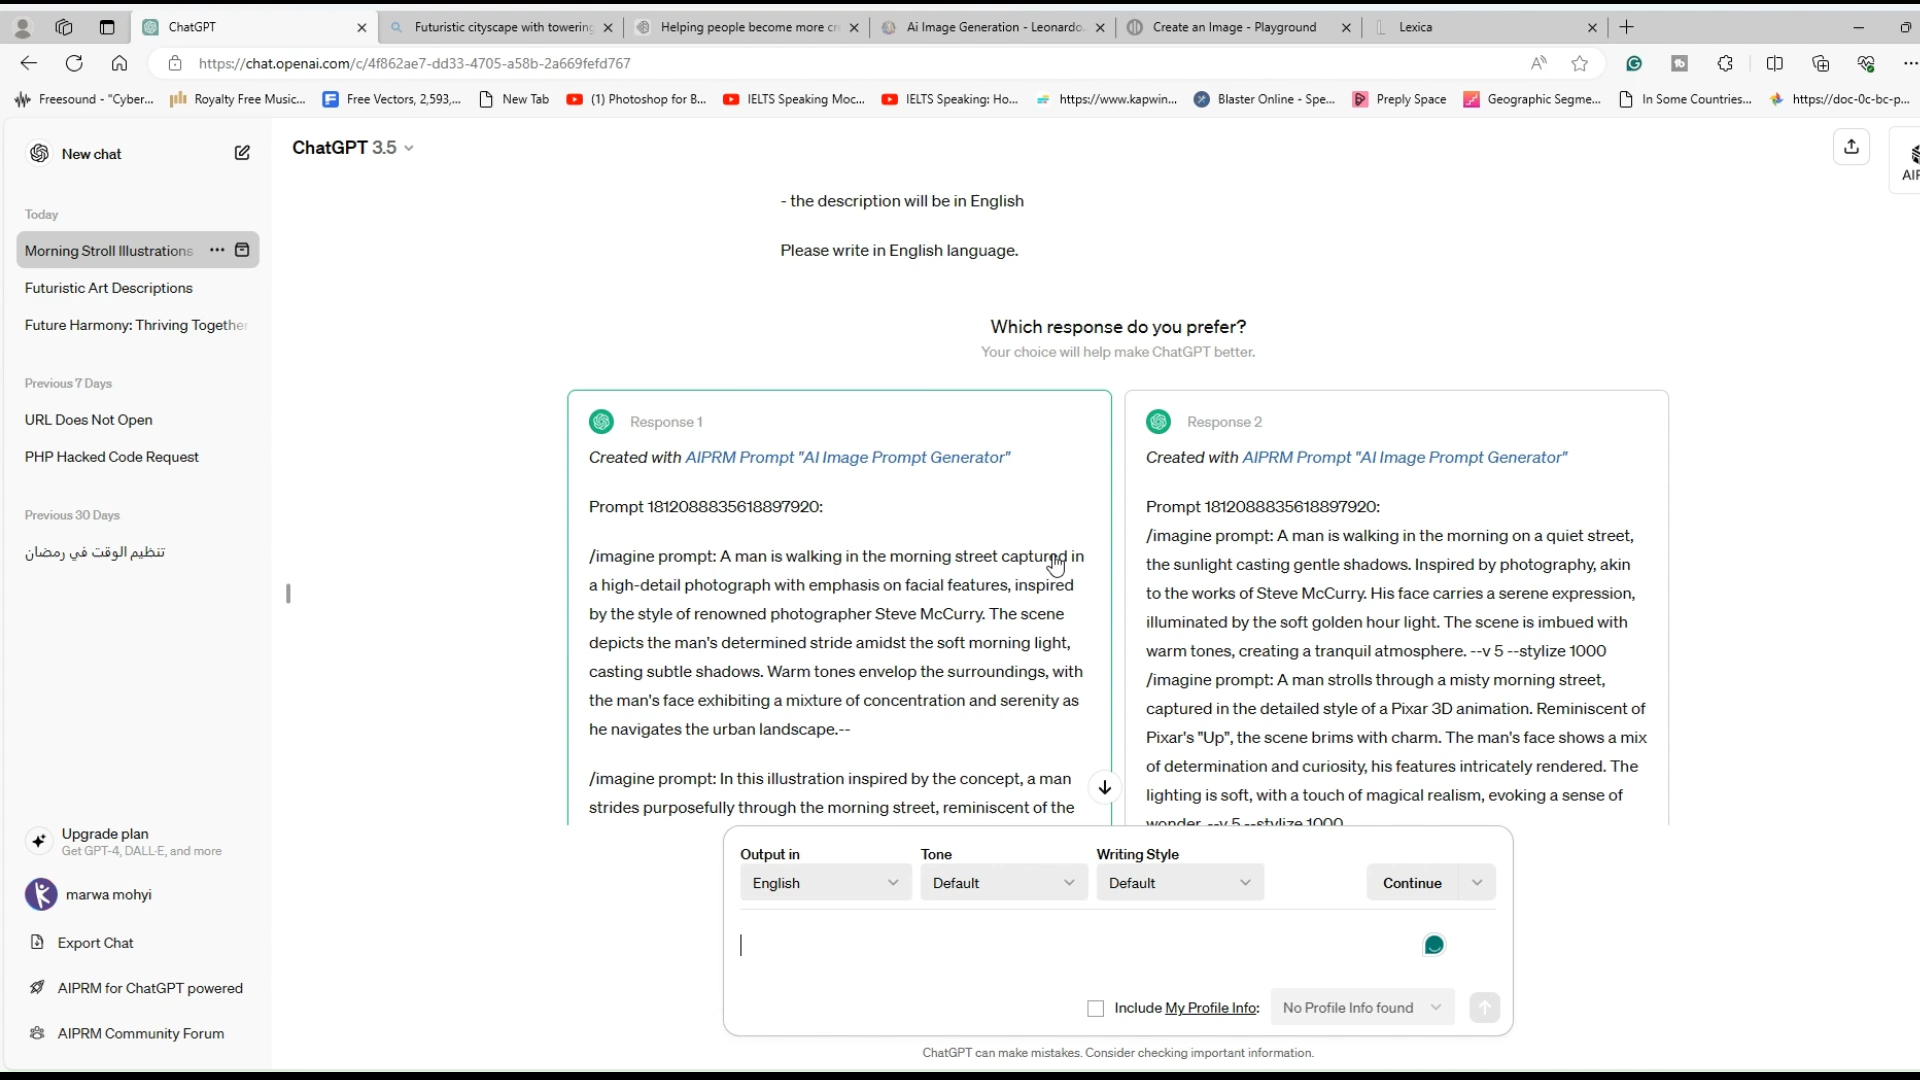 ChatGPT
Futuristic cityscape with towering
Helping people become more cr
Ai Image Generation - Leonardo.
Create an Image - Playground
Lexica
https://chat.openai.com/c/4f862ae7-dd33-4705-a58b-2a669fefd767
Freesound - "Cyber...
Royalty Free Music...
Free Vectors, 2,593,...
New Tab
(1) Photoshop for B...
IELTS Speaking Moc...
IELTS Speaking: Ho...
https://www.kapwin...
Blaster Online - Spe...
Preply Space
Geographic Segme...
In Some Countries...
https://doc-0c-bc-p...
New chat
ChatGPT 3.5
AIP
Today
Morning Stroll Illustrations
Futuristic Art Descriptions
Future Harmony: Thriving Together
Previous 7 Days
URL Does Not Open
PHP Hacked Code Request
Previous 30 Days
تنظيم الوقت في رمضان
Upgrade plan
Get GPT-4, DALL·E, and more
marwa mohyi
Export Chat
AIPRM for ChatGPT powered
AIPRM Community Forum
- the description will be in English
Please write in English language.
Which response do you prefer?
Your choice will help make ChatGPT better.
Response 1
Created with AIPRM Prompt "AI Image Prompt Generator"
Prompt 1812088835618897920:
/imagine prompt: A man is walking in the morning street captured in
a high-detail photograph with emphasis on facial features, inspired
by the style of renowned photographer Steve McCurry. The scene
depicts the man's determined stride amidst the soft morning light,
casting subtle shadows. Warm tones envelop the surroundings, with
the man's face exhibiting a mixture of concentration and serenity as
he navigates the urban landscape.--
/imagine prompt: In this illustration inspired by the concept, a man
strides purposefully through the morning street, reminiscent of the
Response 2
Created with AIPRM Prompt "AI Image Prompt Generator"
Prompt 1812088835618897920:
/imagine prompt: A man is walking in the morning on a quiet street,
the sunlight casting gentle shadows. Inspired by photography, akin
to the works of Steve McCurry. His face carries a serene expression,
illuminated by the soft golden hour light. The scene is imbued with
warm tones, creating a tranquil atmosphere. --v 5 --stylize 1000
/imagine prompt: A man strolls through a misty morning street,
captured in the detailed style of a Pixar 3D animation. Reminiscent of
Pixar's "Up", the scene brims with charm. The man's face shows a mix
of determination and curiosity, his features intricately rendered. The
lighting is soft, with a touch of magical realism, evoking a sense of
wonder. --v 5 --stylize 1000
Output in
Tone
Writing Style
English
Default
Default
Continue
Include My Profile Info:
No Profile Info found
ChatGPT can make mistakes. Consider checking important information.